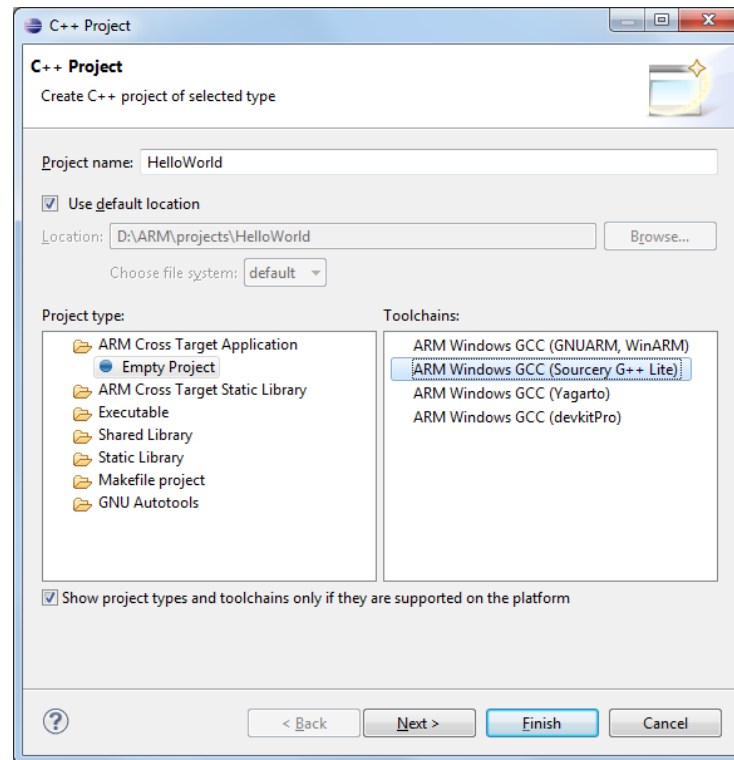 C++ Project
C++ Project
Create C++ project of selected type
Project name: HelloWorld
Use default location
Location: D:\ARM\projects\HelloWorld Browse...
Choose file system: default
Project type: Toolchains:
ARM Cross Target Application ARM Windows GCC (GNUARM, WinARM)
Empty Project ARM Windows GCC (Sourcery G++ Lite)
ARM Cross Target Static Library ARM Windows GCC (Yagarto)
Executable ARM Windows GCC (devkitPro)
Shared Library
Static Library
Makefile project
GNU Autotools
Show project types and toolchains only if they are supported on the platform
? < Back Next > Finish Cancel